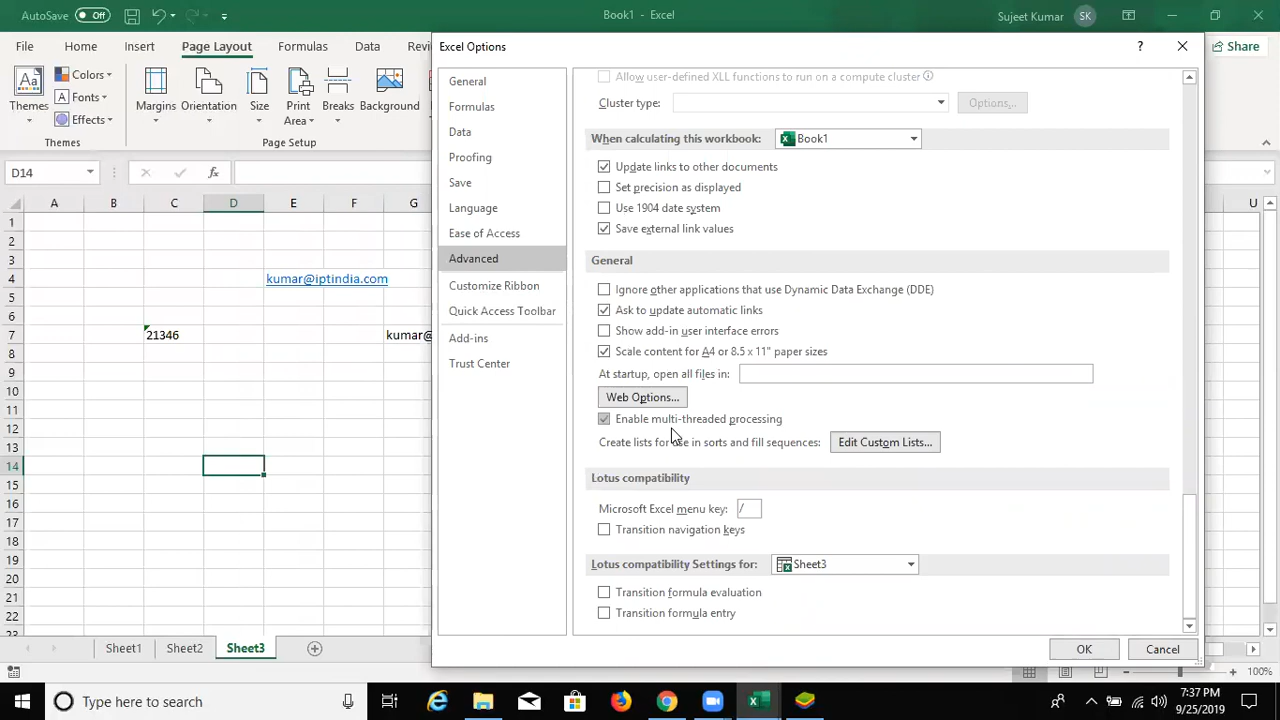 AutoSave Off Book1 - Excel Sujeet Kumar SK
File Home Insert Page Layout Formulas Data Share
Themes Colors Fonts Effects Margins Orientation Size Print Area Breaks Background
Themes Page Setup
D14 fx
A B C D E F G U
1
2
3
4 kumar@iptindia.com
5
6
7 21346 kumar@
8
9
10
11
12
13
14
15
16
17
18
19
20
21
22
23
Sheet1 Sheet2 Sheet3
100%
Excel Options ?
General
Formulas
Data
Proofing
Save
Language
Ease of Access
Advanced
Customize Ribbon
Quick Access Toolbar
Add-ins
Trust Center
Allow user-defined XLL functions to run on a compute cluster
Cluster type: Options...
When calculating this workbook: Book1
Update links to other documents
Set precision as displayed
Use 1904 date system
Save external link values
General
Ignore other applications that use Dynamic Data Exchange (DDE)
Ask to update automatic links
Show add-in user interface errors
Scale content for A4 or 8.5 x 11" paper sizes
At startup, open all files in:
Web Options...
Enable multi-threaded processing
Create lists for use in sorts and fill sequences: Edit Custom Lists...
Lotus compatibility
Microsoft Excel menu key: /
Transition navigation keys
Lotus compatibility Settings for: Sheet3
Transition formula evaluation
Transition formula entry
OK Cancel
Type here to search
7:37 PM
9/25/2019